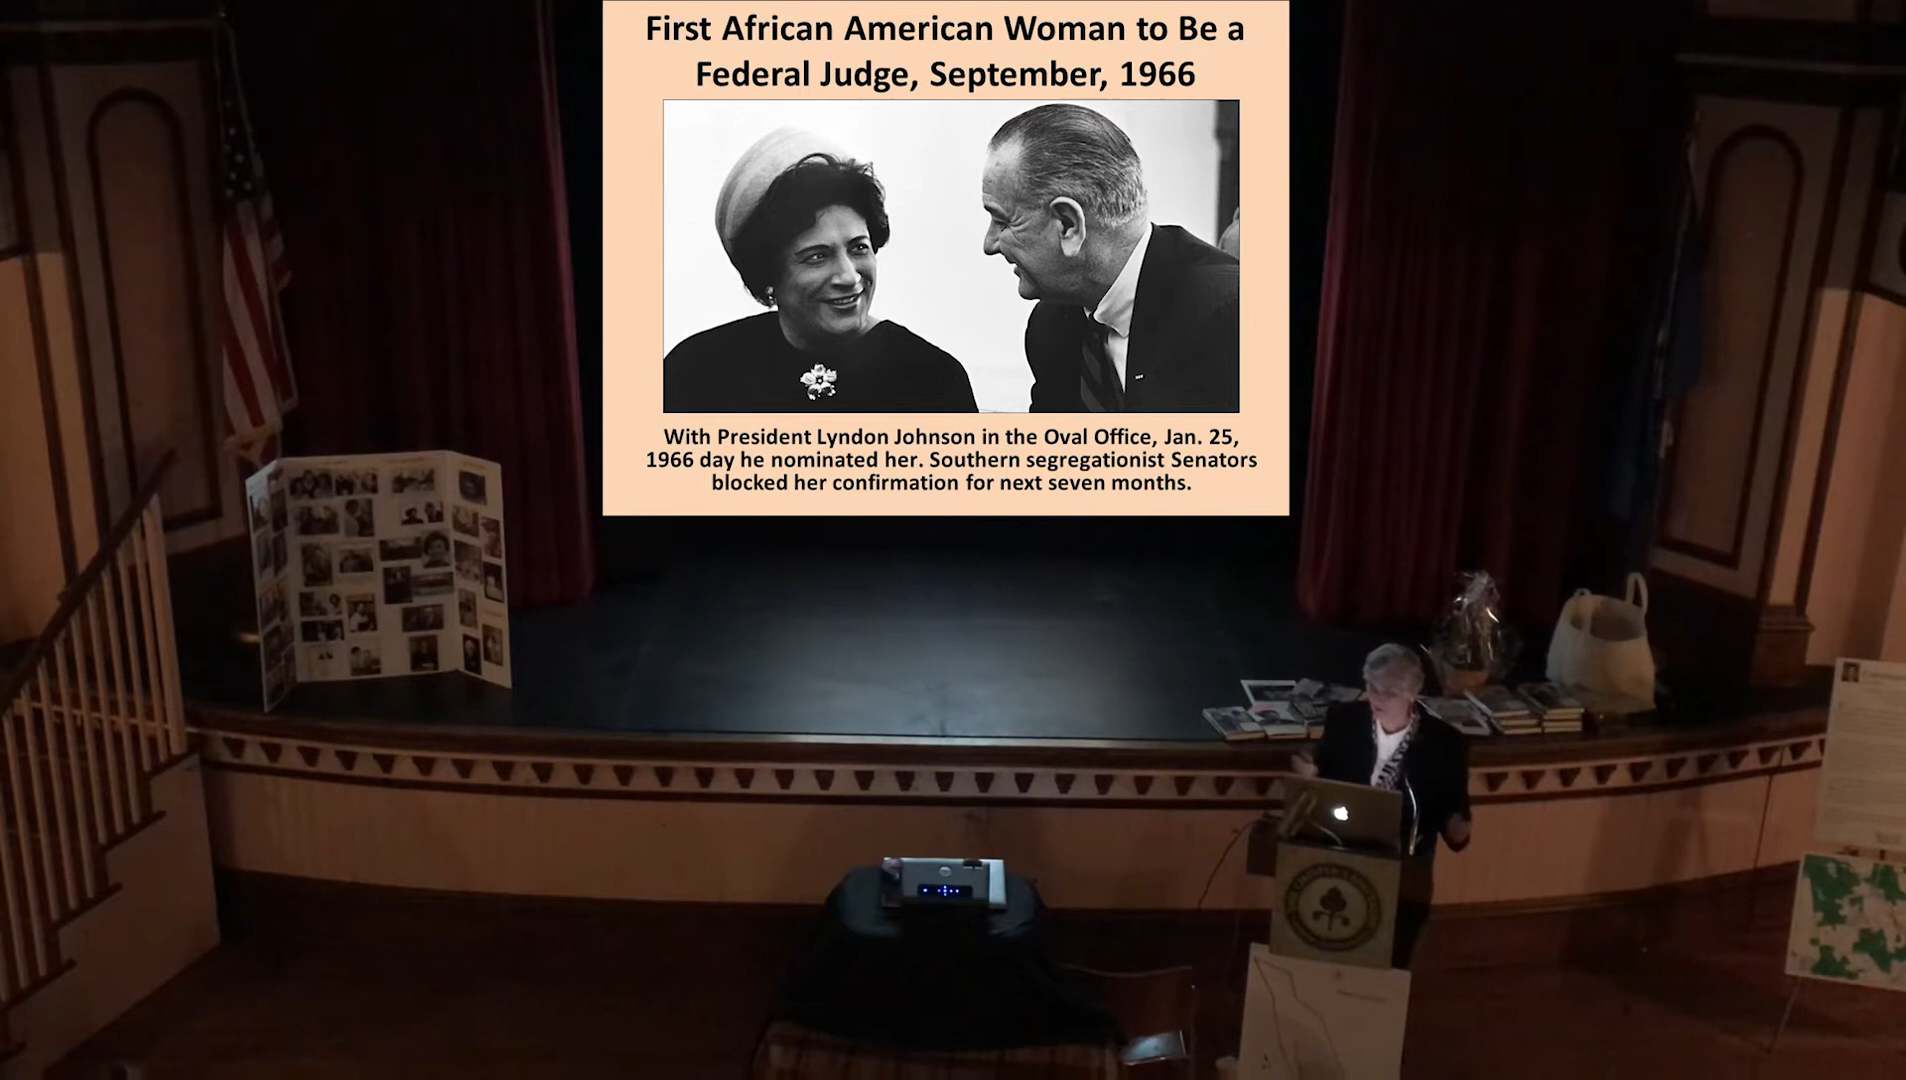 First African American Woman to Be a
Federal Judge, September, 1966
With President Lyndon Johnson in the Oval Office, Jan. 25,
1966 day he nominated her. Southern segregationist Senators
blocked her confirmation for next seven months.